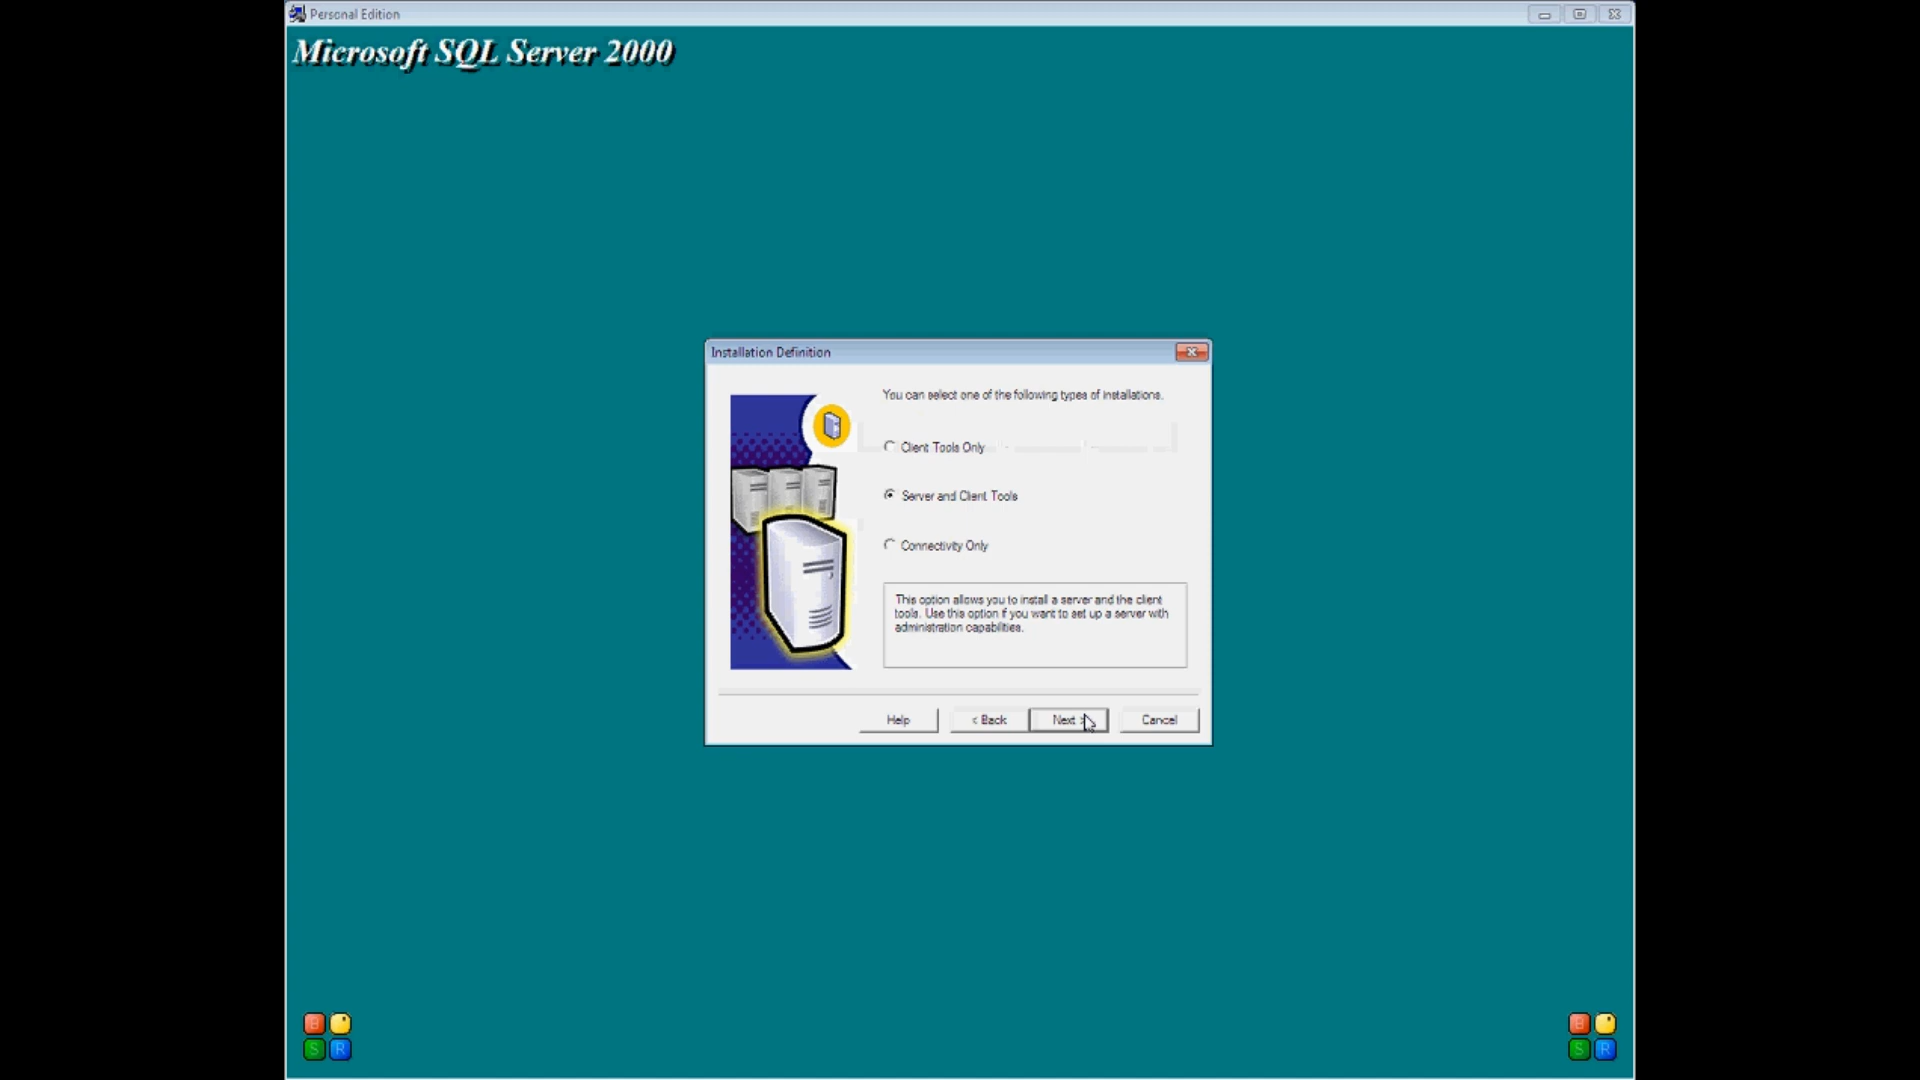 Personal Edition
Microsoft SQL Server 2000
Installation Definition
You can select one of the following types of installations.
Client Tools Only
Server and Client Tools
Connectivity Only
This option allows you to install a server and the client
tools. Use this option if you want to set up a server with
administration capabilities.
Help
< Back
Next >
Cancel
B
S R
B
S R